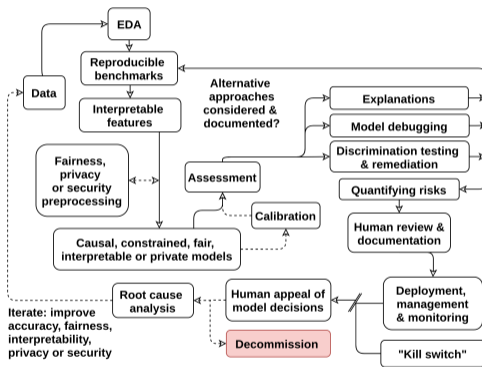 EDA
Reproducible
benchmarks
Data
Interpretable
features
Alternative
approaches
considered &
documented?
Explanations
Model debugging
Discrimination testing
& remediation
Fairness,
privacy
or security
preprocessing
Assessment
Quantifying risks
Calibration
Human review &
documentation
Causal, constrained, fair,
interpretable or private models
Root cause
analysis
Human appeal of
model decisions
Deployment,
management
& monitoring
Iterate: improve
accuracy, fairness,
interpretability,
privacy or security
Decommission
"Kill switch"